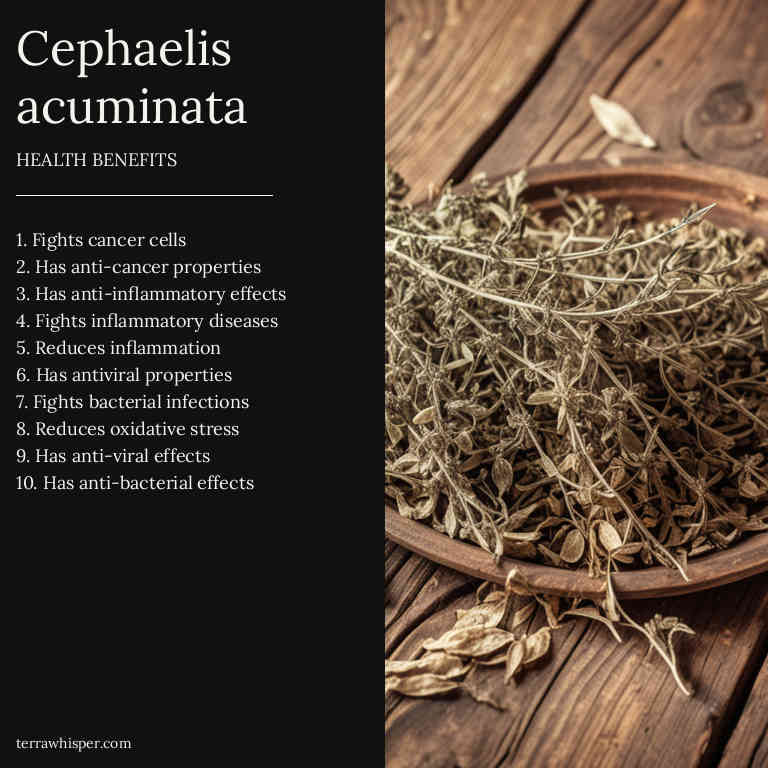 Cephaelis
acuminata
HEALTH BENEFITS
1. Fights cancer cells
2. Has anti-cancer properties
3. Has anti-inflammatory effects
4. Fights inflammatory diseases
5. Reduces inflammation
6. Has antiviral properties
7. Fights bacterial infections
8. Reduces oxidative stress
9. Has anti-viral effects
10. Has anti-bacterial effects
terrawhisper.com